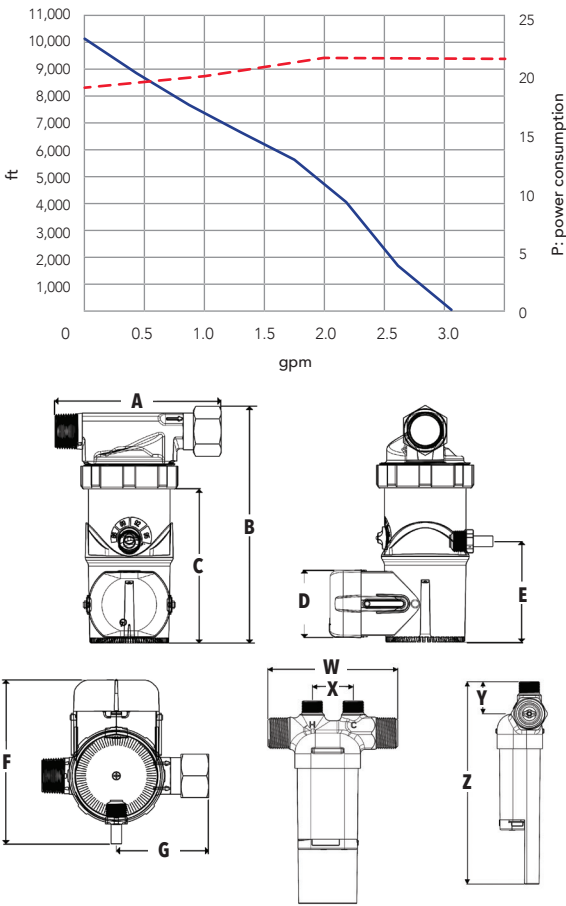 11,000
10,000
9,000
8,000
7,000
6,000
5,000
4,000
3,000
2,000
1,000
ft
25
20
15
10
5
0
P: power consumption
0 0.5 1.0 1.5 2.0 2.5 3.0
gpm
A
B
C
D
E
F
G
W
X
H C
Y
Z